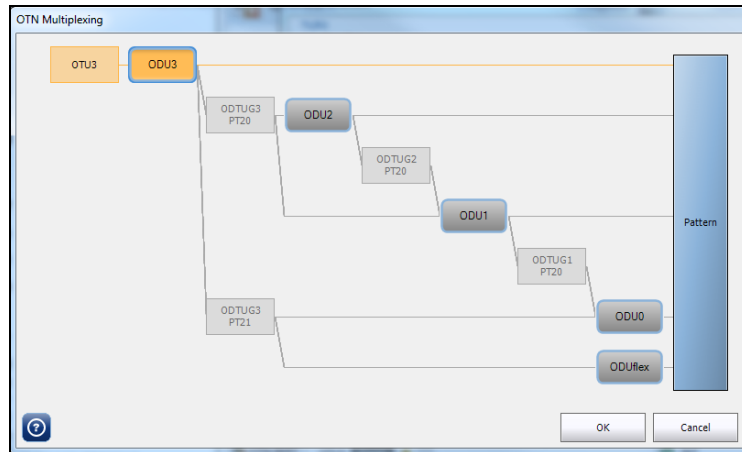 OTN Multiplexing
OTU3
ODU3
ODTUG3
PT20
ODU2
ODTUG2
PT20
ODU1
Pattern
ODTUG1
PT20
ODTUG3
PT21
ODU0
ODUflex
?
OK
Cancel